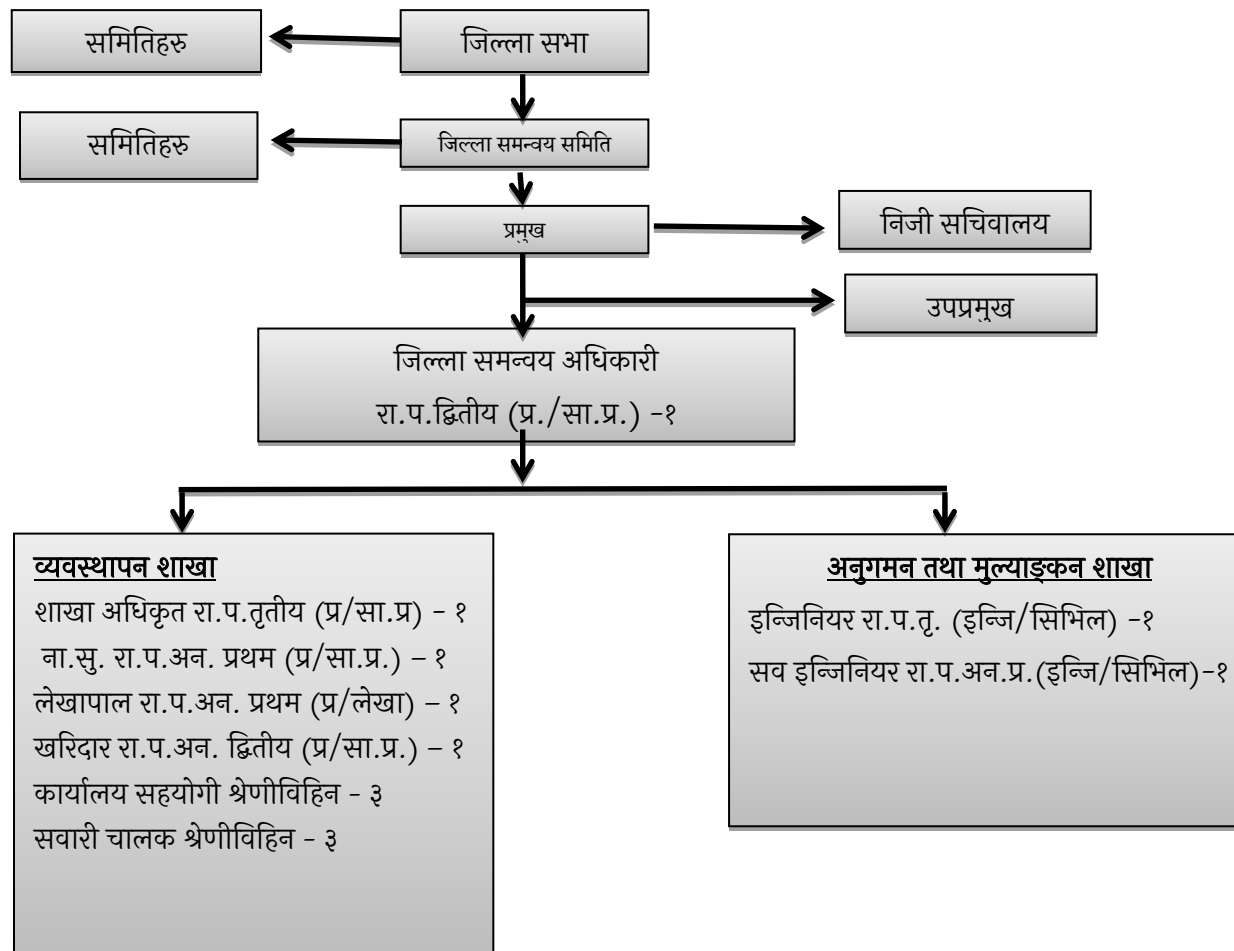 समितिहरु
जिल्ला सभा
समितिहरु
जिल्ला समन्वय समिति
प्रमुख
निजी सचिवालय
उपप्रमुख
जिल्ला समन्वय अधिकारी
रा.प.द्वितीय (प्र./सा.प्र.) -१
व्यवस्थापन शाखा
शाखा अधिकृत रा.प.तृतीय (प्र/सा.प्र) - १
ना.सु. रा.प.अन. प्रथम (प्र/सा.प्र.) – १
लेखापाल रा.प.अन. प्रथम (प्र/लेखा) – १
खरिदार रा.प.अन. द्वितीय (प्र/सा.प्र.) – १
कार्यालय सहयोगी श्रेणीविहिन - ३
सवारी चालक श्रेणीविहिन - ३
अनुगमन तथा मुल्याङ्कन शाखा
इन्जिनियर रा.प.तृ. (इन्जि/सिभिल) -१
सव इन्जिनियर रा.प.अन.प्र.(इन्जि/सिभिल)-१